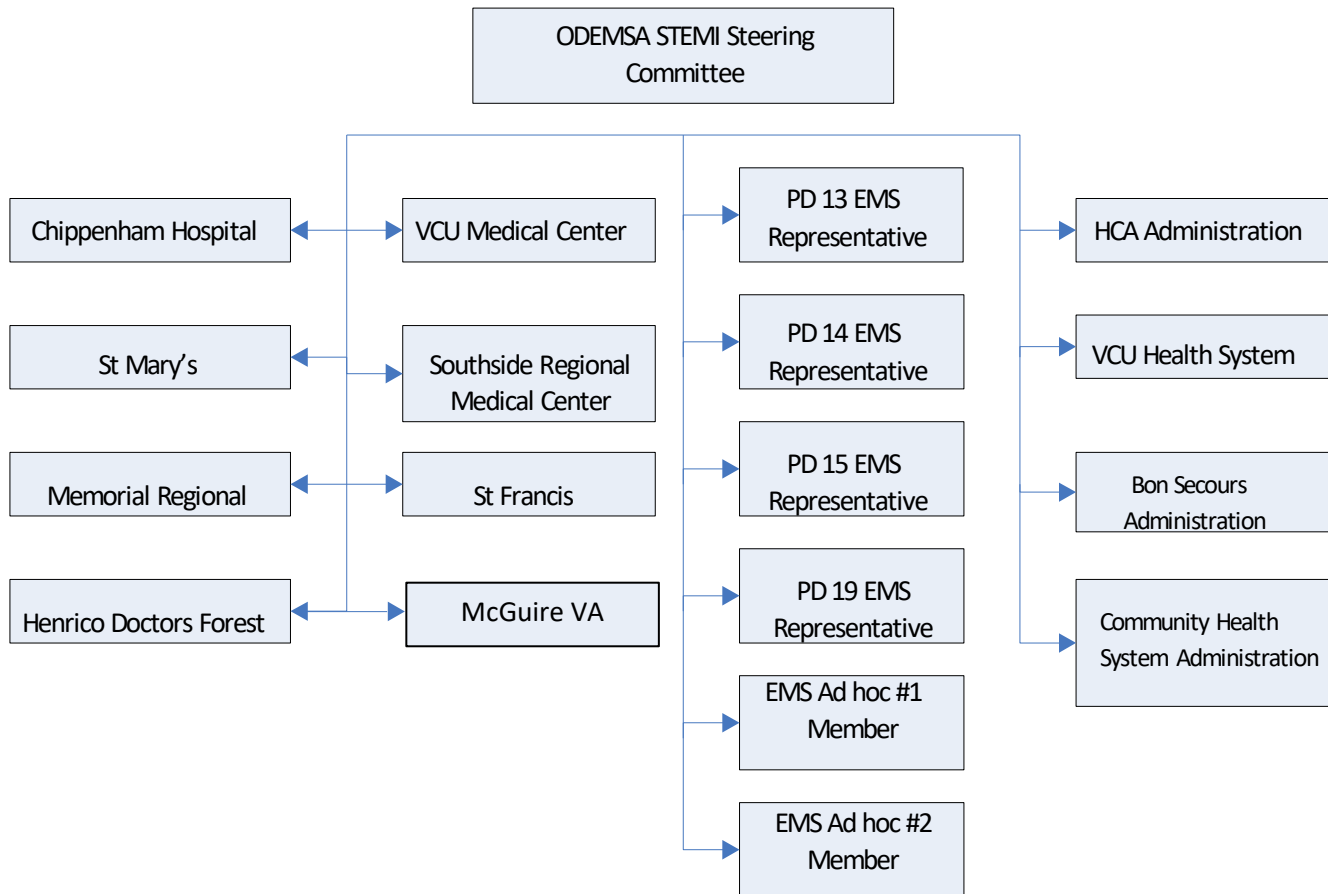 ODEMSA STEMI Steering
Committee
Chippenham Hospital
VCU Medical Center
St Mary’s
Southside Regional
Medical Center
Memorial Regional
St Francis
Henrico Doctors Forest
McGuire VA
PD 13 EMS
Representative
PD 14 EMS
Representative
PD 15 EMS
Representative
PD 19 EMS
Representative
EMS Ad hoc #1
Member
EMS Ad hoc #2
Member
HCA Administration
VCU Health System
Bon Secours
Administration
Community Health
System Administration